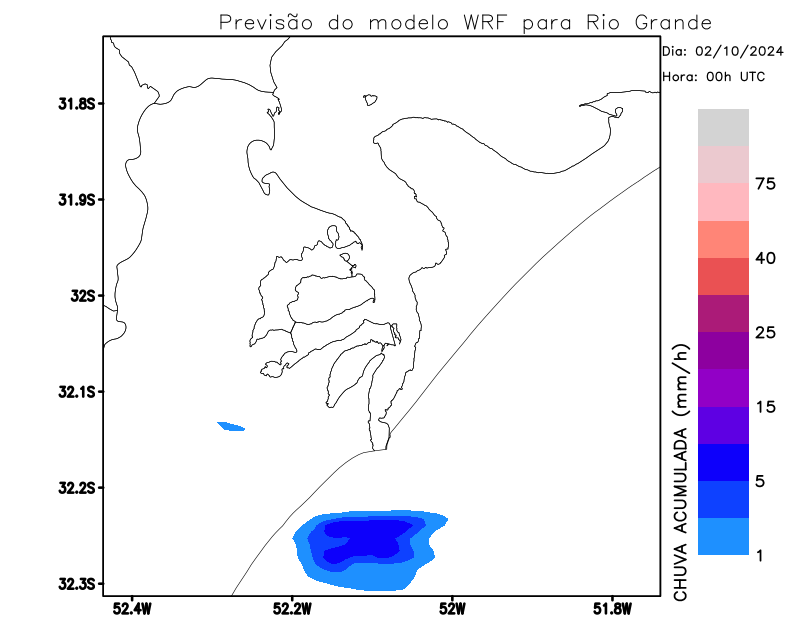 Previsão do modelo WRF para Rio Grande
Dia: 02/10/2024
Hora: 00h UTC
31.8S
31.9S
32S
32.1S
32.2S
32.3S
52.4W
52.2W
52W
51.8W
75
40
25
15
5
1
CHUVA ACUMULADA (mm/h)